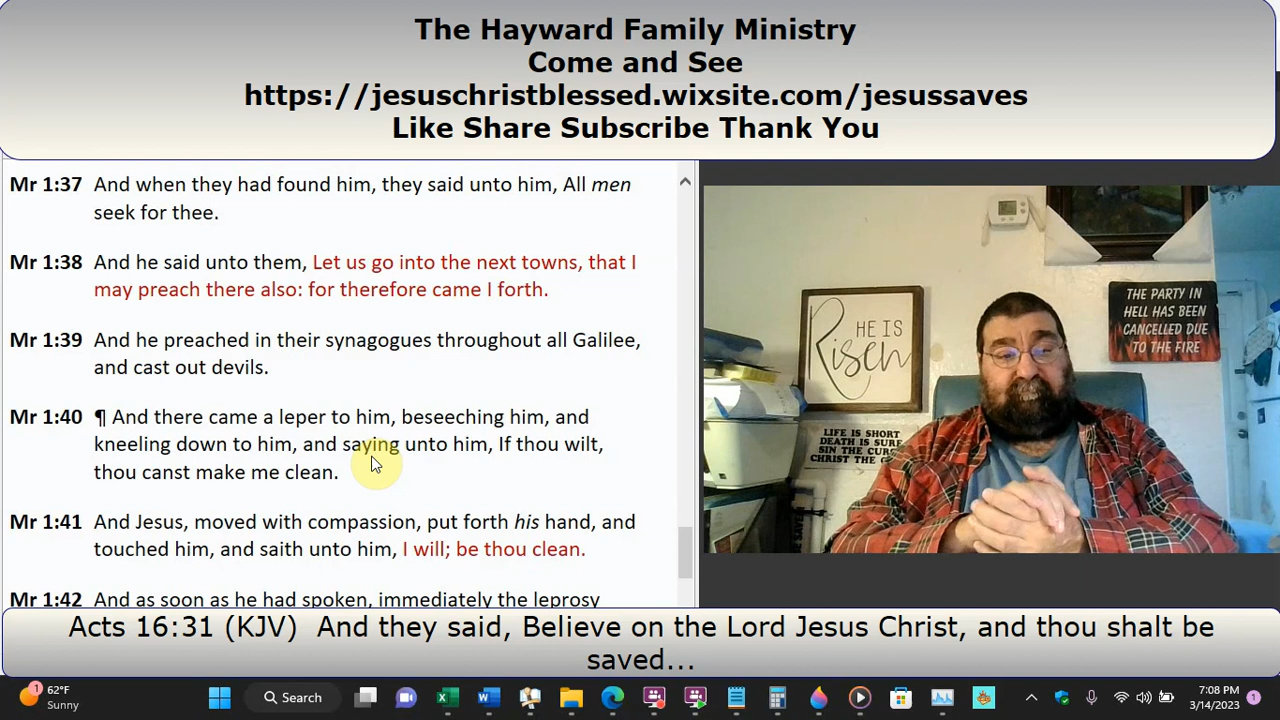 The Hayward Family Ministry
Come and See
https://jesuschristblessed.wixsite.com/jesussaves
Like Share Subscribe Thank You
Mr 1:37 And when they had found him, they said unto him, All men
seek for thee.
Mr 1:38 And he said unto them, Let us go into the next towns, that I
may preach there also: for therefore came I forth.
Mr 1:39 And he preached in their synagogues throughout all Galilee,
and cast out devils.
Mr 1:40 ¶ And there came a leper to him, beseeching him, and
kneeling down to him, and saying unto him, If thou wilt,
thou canst make me clean.
Mr 1:41 And Jesus, moved with compassion, put forth his hand, and
touched him, and saith unto him, I will; be thou clean.
Mr 1:42 And as soon as he had spoken, immediately the leprosy
HE IS
Risen
THE PARTY IN
HELL HAS BEEN
CANCELLED DUE
TO THE FIRE
LIFE IS SHORT
DEATH IS SURE
SIN THE CUR
CHRIST THE
Acts 16:31 (KJV) And they said, Believe on the Lord Jesus Christ, and thou shalt be
saved...
1
62°F
Sunny
Search
7:08 PM
3/14/2023
1